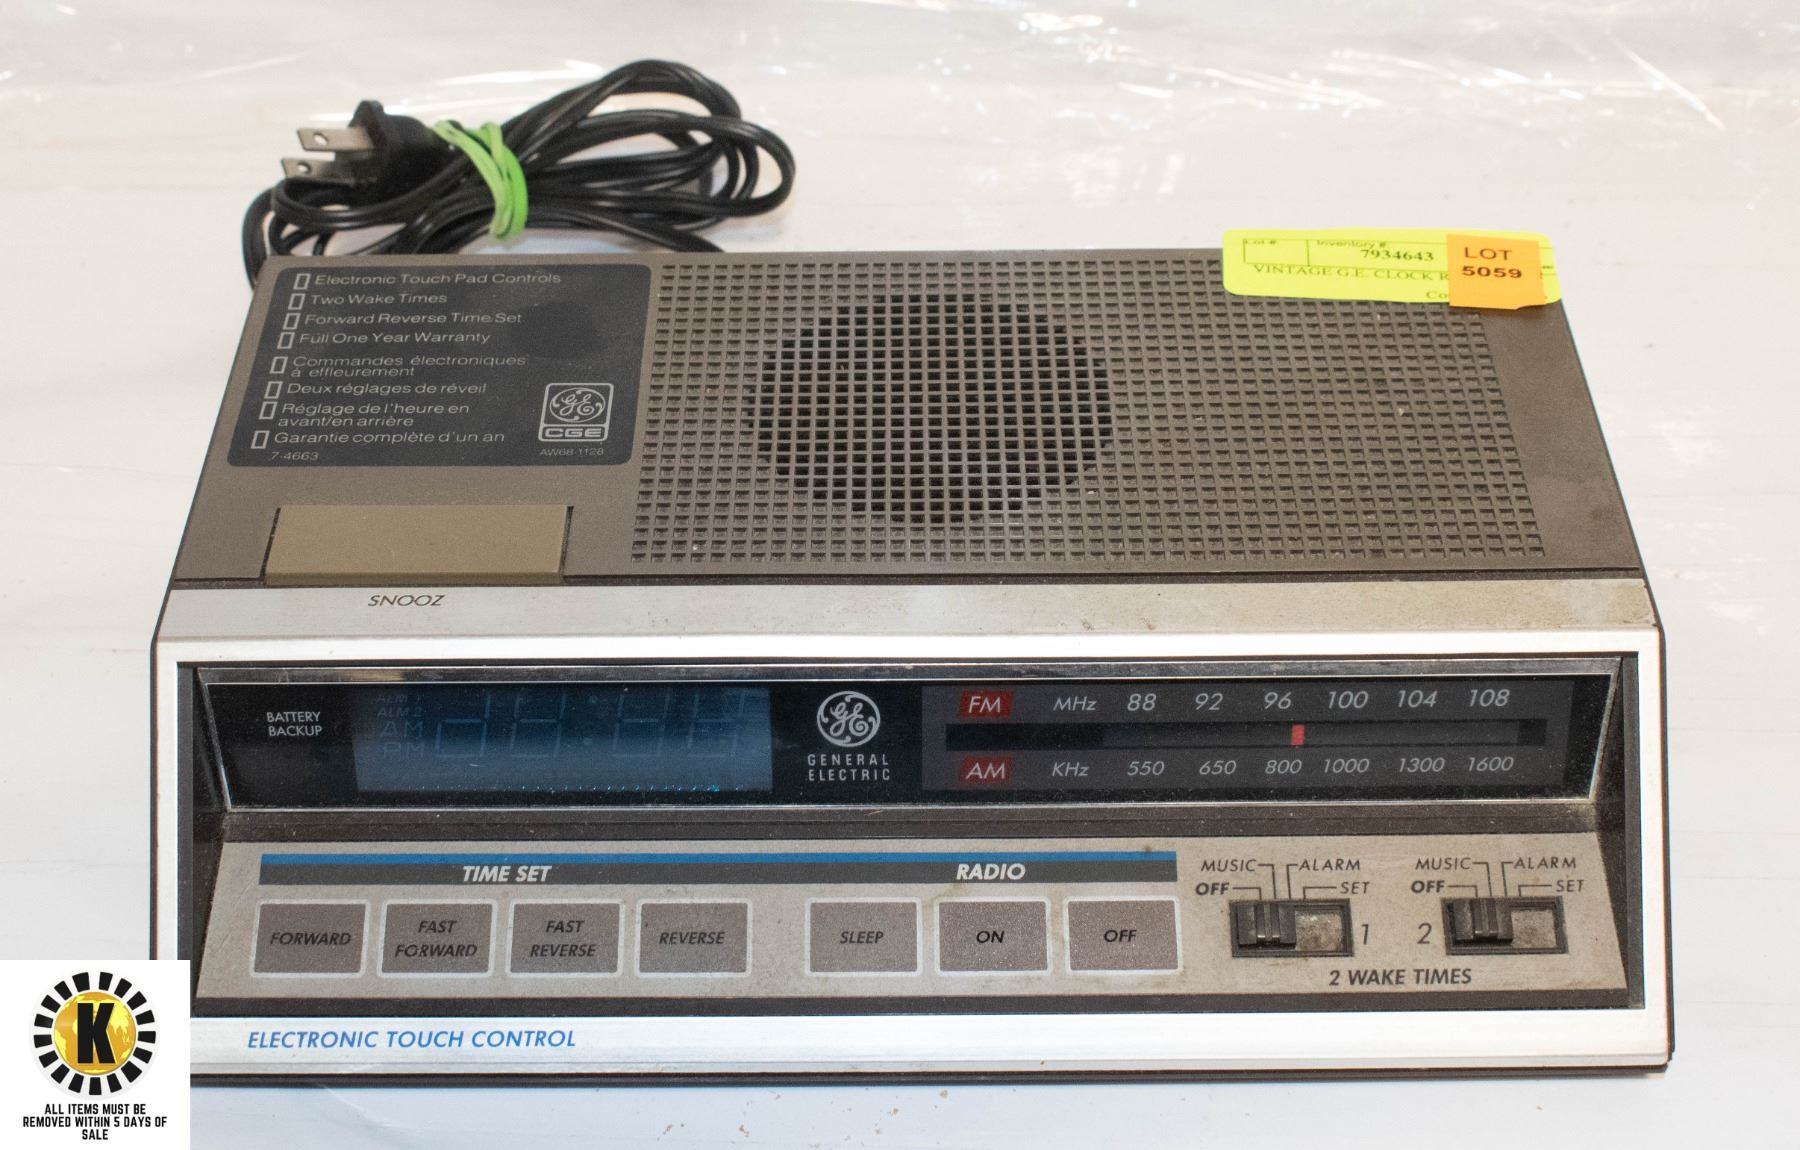 Lot #
Inventory #
7934643
LOT
5059
VINTAGE G.E. CLOCK
Electronic Touch Pad Controls
Two Wake Times
Forward Reverse Time Set
Full One Year Warranty
Commandes électroniques
à effleurement
Deux réglages de réveil
Réglage de l'heure en
avant/en arrière
Garantie complète d'un an
7-4663
GE
CGE
AW68-1128
SNOOZ
BATTERY
BACKUP
ALM 1
ALM 2
AM
PM
GE
GENERAL
ELECTRIC
FM MHz 88 92 96 100 104 108
AM KHz 550 650 800 1000 1300 1600
TIME SET
RADIO
FORWARD
FAST
FORWARD
FAST
REVERSE
REVERSE
SLEEP
ON
OFF
MUSIC ALARM
OFF SET
1
MUSIC ALARM
OFF SET
2
2 WAKE TIMES
ELECTRONIC TOUCH CONTROL
K
ALL ITEMS MUST BE
REMOVED WITHIN 5 DAYS OF
SALE